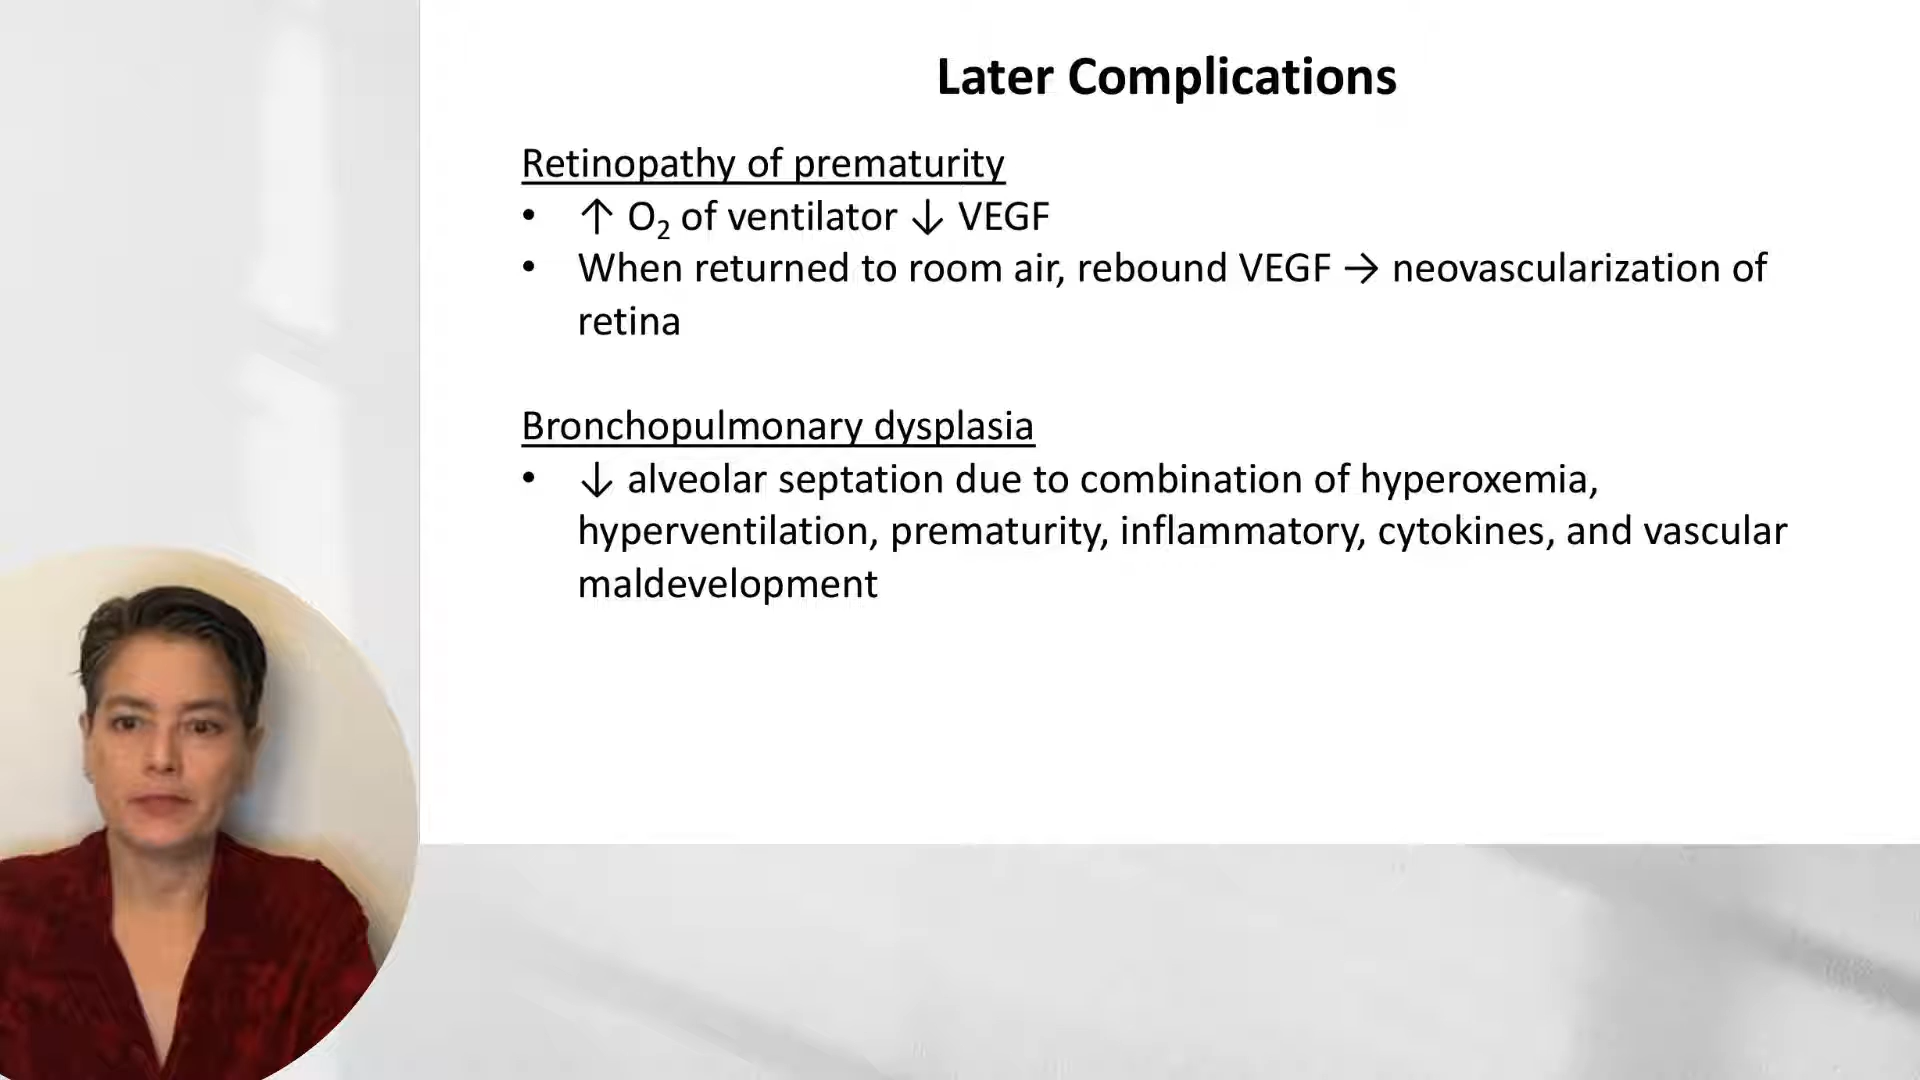 Later Complications
Retinopathy of prematurity
• ↑ O₂ of ventilator ↓ VEGF
• When returned to room air, rebound VEGF → neovascularization of
retina
Bronchopulmonary dysplasia
• ↓ alveolar septation due to combination of hyperoxemia,
hyperventilation, prematurity, inflammatory, cytokines, and vascular
maldevelopment